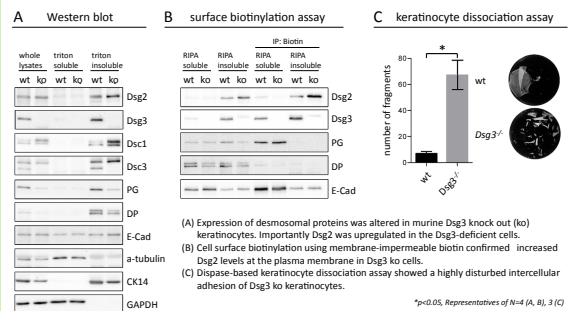 A Western blot
whole lysates
triton soluble
triton insoluble
wt ko wt ko wt ko
Dsg2
Dsg3
Dsc1
Dsc3
PG
DP
E-Cad
a-tubulin
CK14
GAPDH
B surface biotinylation assay
IP: Biotin
RIPA soluble
RIPA insoluble
RIPA soluble
RIPA insoluble
wt ko wt ko wt ko wt ko
Dsg2
Dsg3
PG
DP
E-Cad
C keratinocyte dissociation assay
number of fragments
80
60
40
20
0
*
wt
Dsg3-/-
wt
Dsg3-/-
(A) Expression of desmosomal proteins was altered in murine Dsg3 knock out (ko)
keratinocytes. Importantly Dsg2 was upregulated in the Dsg3-deficient cells.
(B) Cell surface biotinylation using membrane-impermeable biotin confirmed increased
Dsg2 levels at the plasma membrane in Dsg3 ko cells.
(C) Dispase-based keratinocyte dissociation assay showed a highly disturbed intercellular
adhesion of Dsg3 ko keratinocytes.
*p<0.05, Representatives of N=4 (A, B), 3 (C)